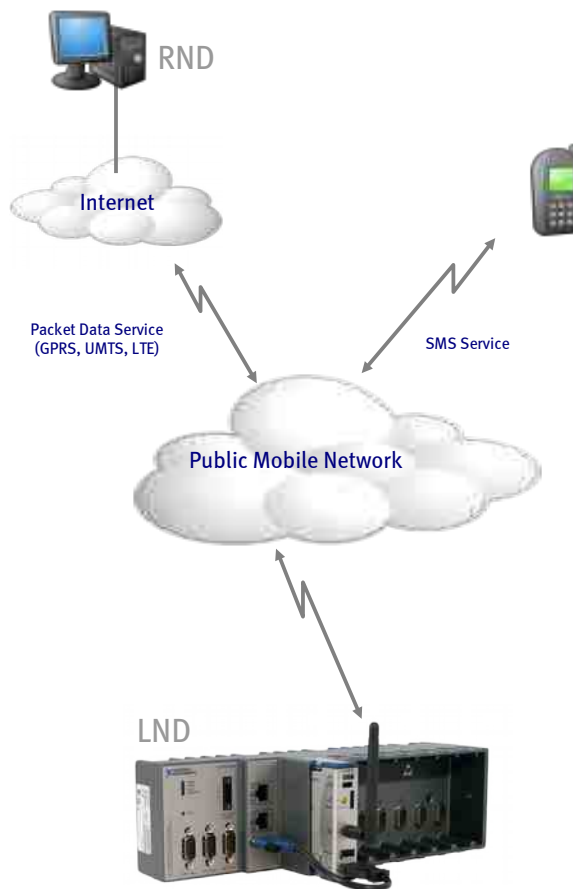 RND
Internet
Packet Data Service
(GPRS, UMTS, LTE)
SMS Service
Public Mobile Network
LND